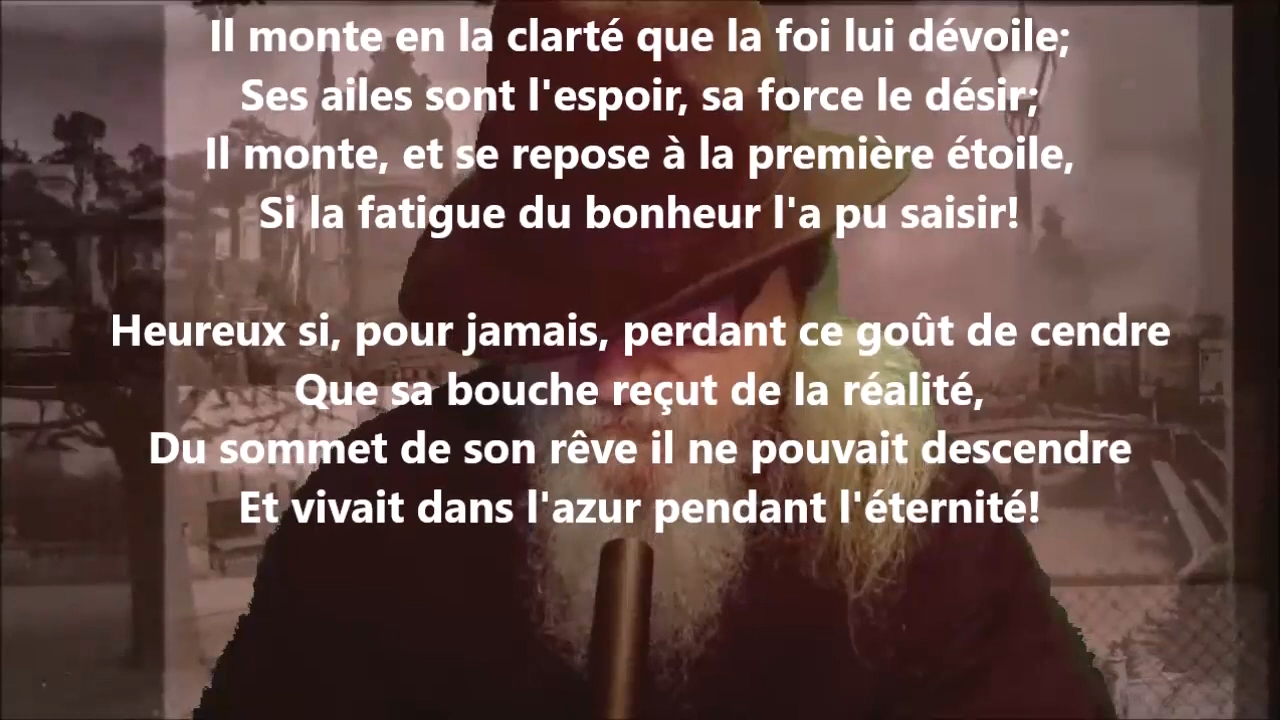 Il monte en la clarté que la foi lui dévoile;
Ses ailes sont l'espoir, sa force le désir;
Il monte, et se repose à la première étoile,
Si la fatigue du bonheur l'a pu saisir!
Heureux si, pour jamais, perdant ce goût de cendre
Que sa bouche reçut de la réalité,
Du sommet de son rêve il ne pouvait descendre
Et vivait dans l'azur pendant l'éternité!